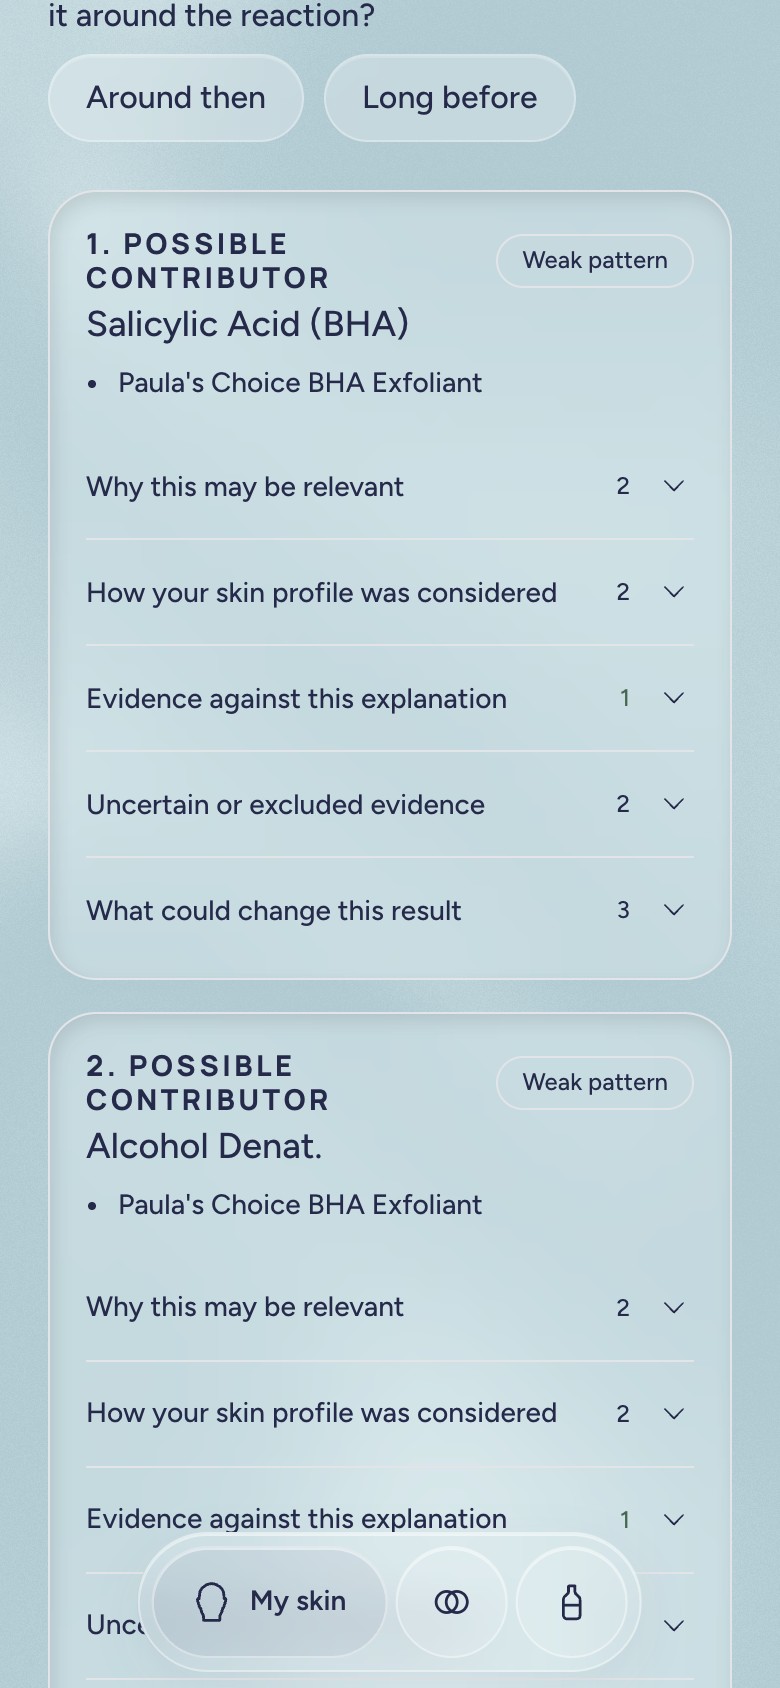 it around the reaction?
Around then
Long before
1. POSSIBLE
CONTRIBUTOR
Weak pattern
Salicylic Acid (BHA)
• Paula's Choice BHA Exfoliant
Why this may be relevant 2
How your skin profile was considered 2
Evidence against this explanation 1
Uncertain or excluded evidence 2
What could change this result 3
2. POSSIBLE
CONTRIBUTOR
Weak pattern
Alcohol Denat.
• Paula's Choice BHA Exfoliant
Why this may be relevant 2
How your skin profile was considered 2
Evidence against this explanation 1
My skin